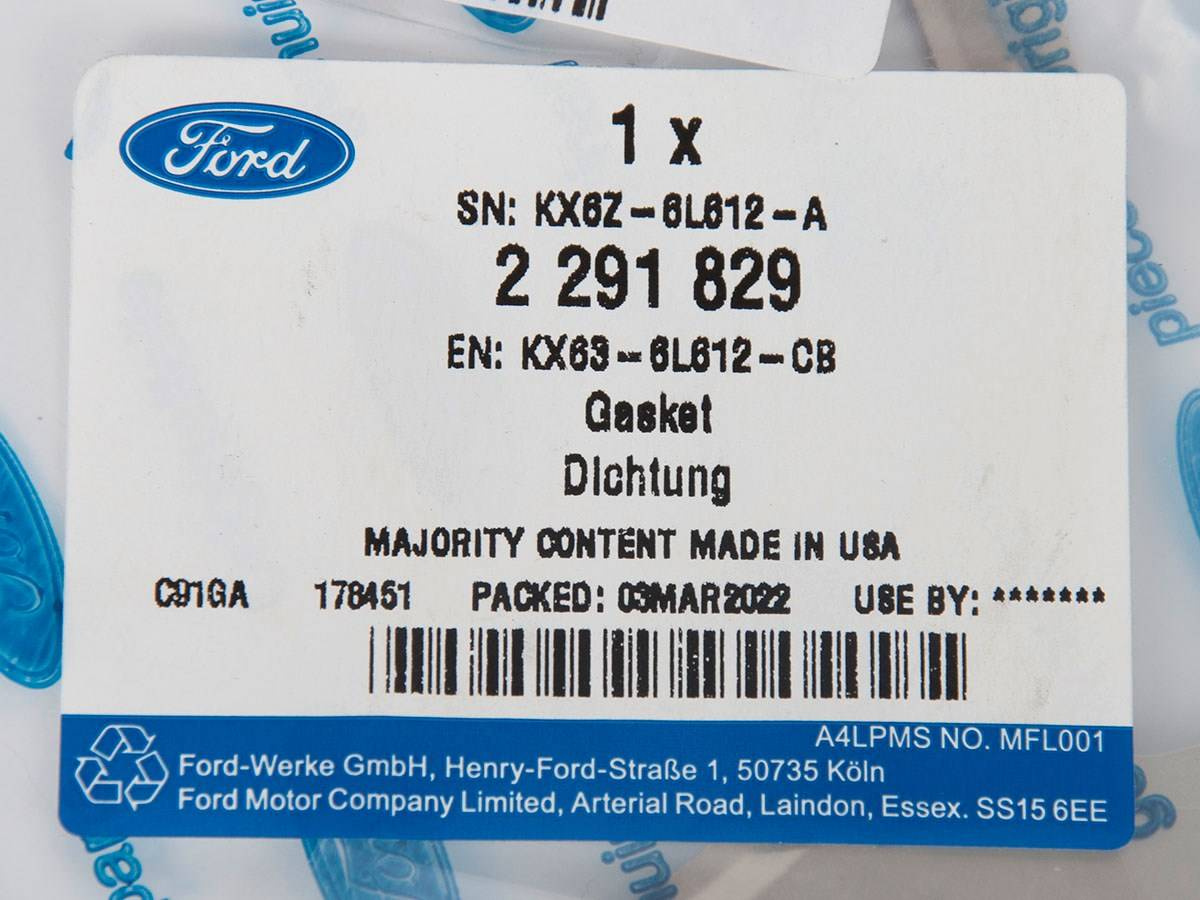 Ford
1 x
SN: KX6Z-6L612-A
2 291 829
EN: KX63-6L612-CB
Gasket
Dichtung
MAJORITY CONTENT MADE IN USA
C91GA 178451 PACKED: 03MAR2022 USE BY: *******
A4LPMS NO. MFL001
Ford-Werke GmbH, Henry-Ford-Straße 1, 50735 Köln
Ford Motor Company Limited, Arterial Road, Laindon, Essex. SS15 6EE